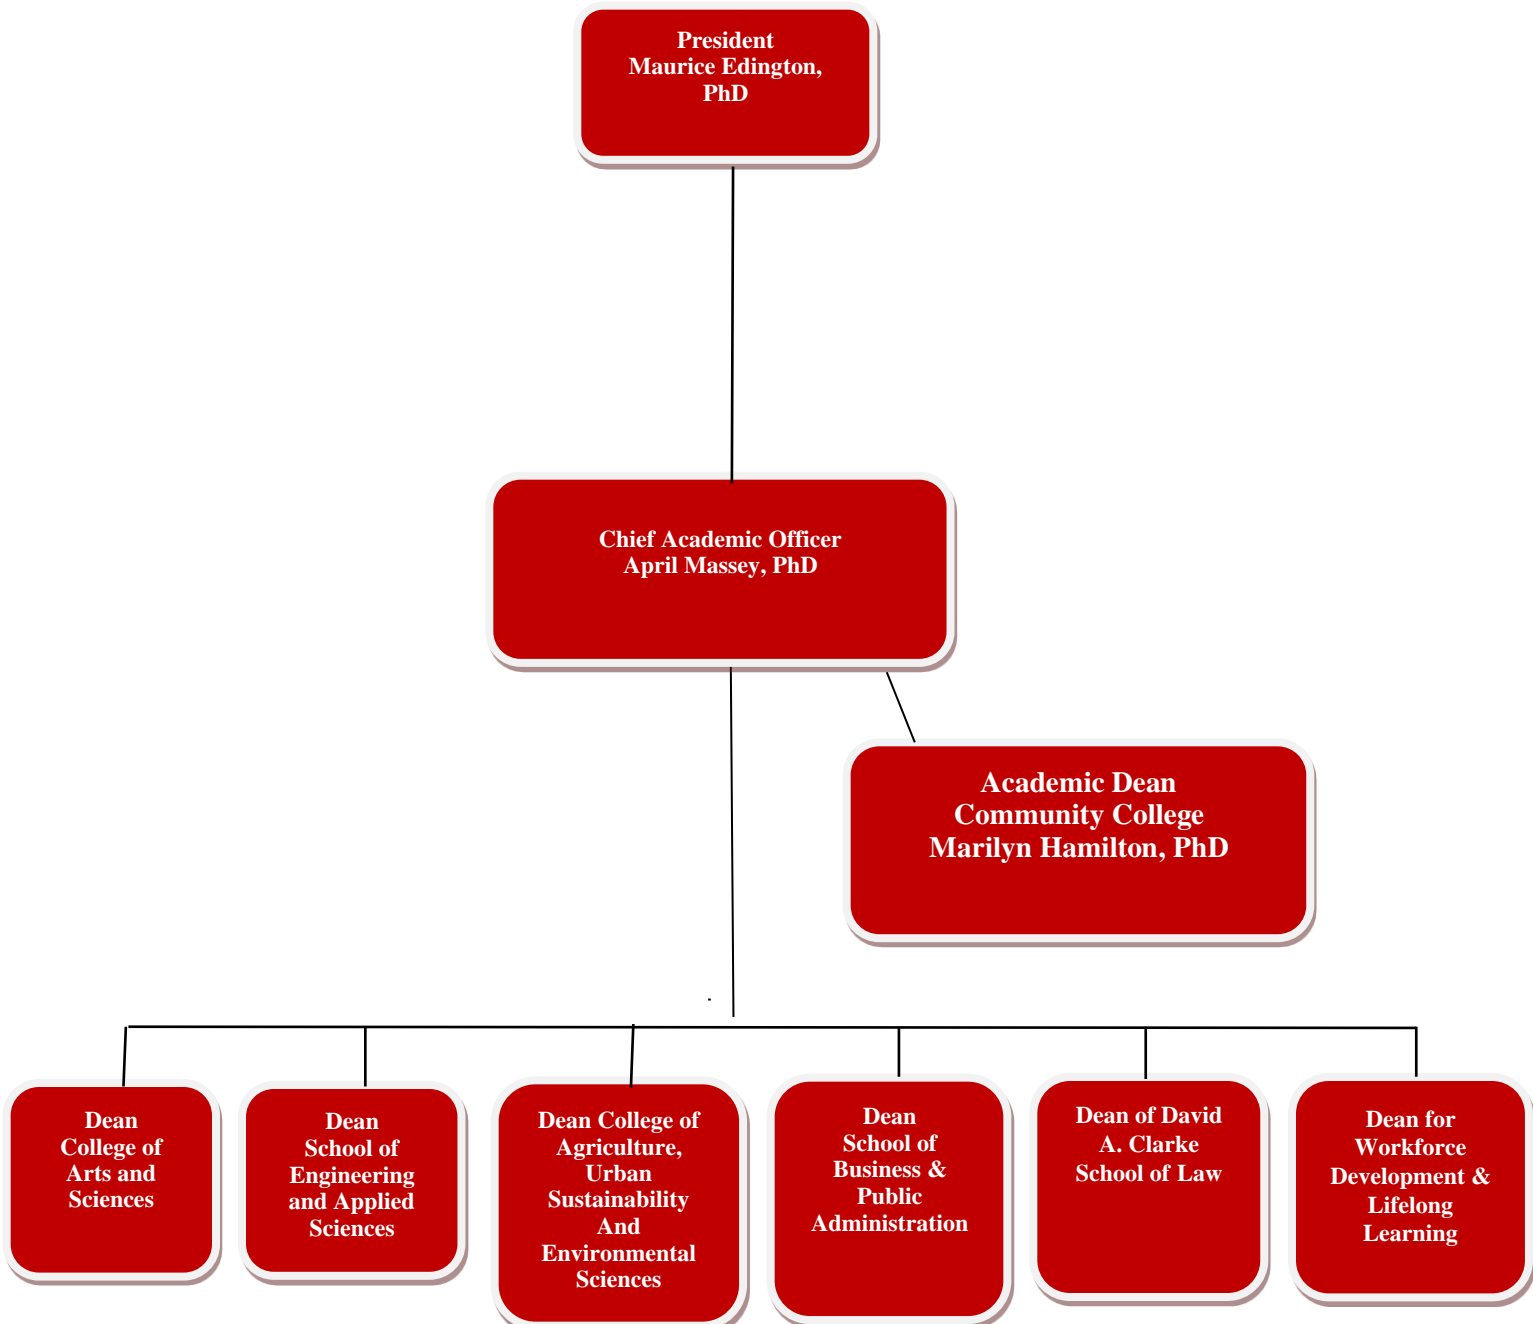 President
Maurice Edington,
PhD
Chief Academic Officer
April Massey, PhD
Academic Dean
Community College
Marilyn Hamilton, PhD
.
Dean
College of
Arts and
Sciences
Dean
School of
Engineering
and Applied
Sciences
Dean College of
Agriculture,
Urban
Sustainability
And
Environmental
Sciences
Dean
School of
Business &
Public
Administration
Dean of David
A. Clarke
School of Law
Dean for
Workforce
Development &
Lifelong
Learning